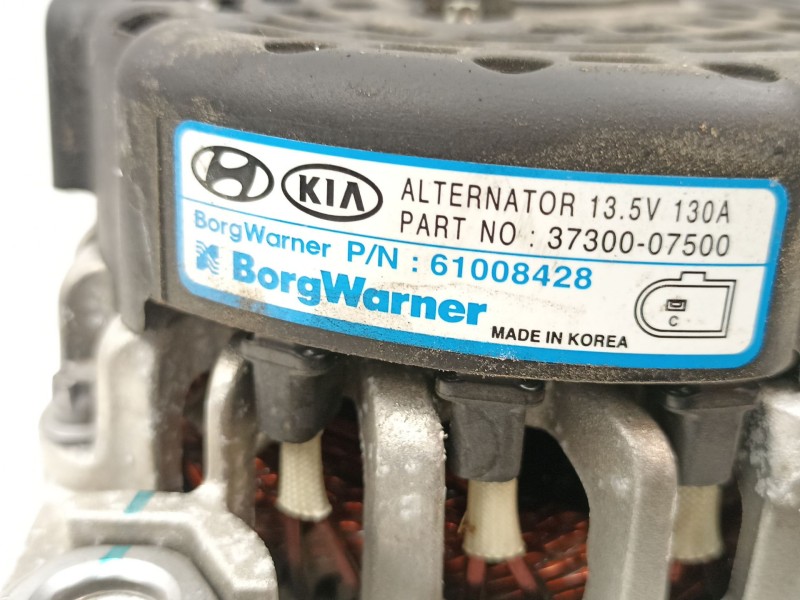 KIA ALTERNATOR 13.5V 130A
PART NO : 37300-07500
BorgWarner P/N : 61008428
BorgWarner
C
MADE IN KOREA